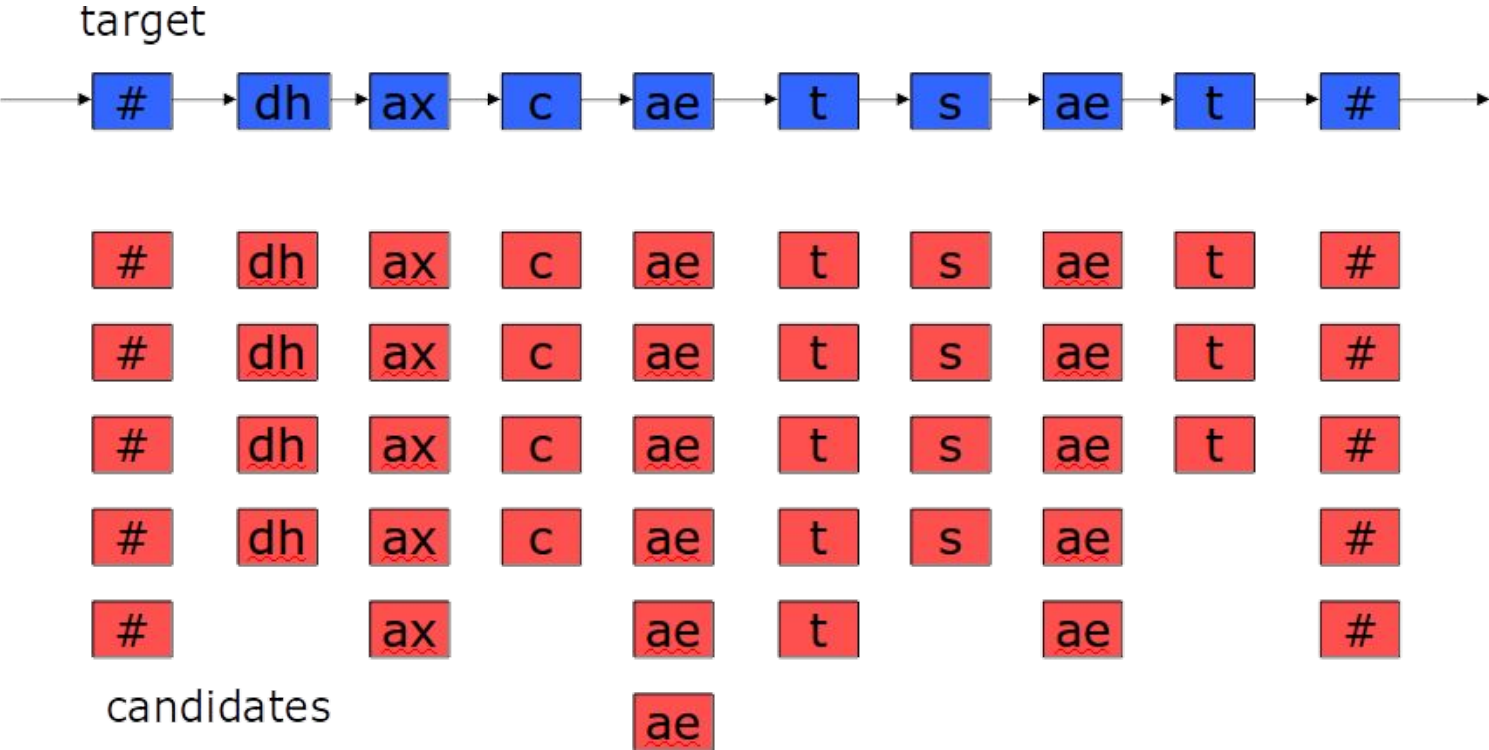 target
# dh ax c ae t s ae t #
# dh ax c ae t s ae t #
# dh ax c ae t s ae t #
# dh ax c ae t s ae t #
# dh ax c ae t s ae #
# ax ae t ae #
candidates ae